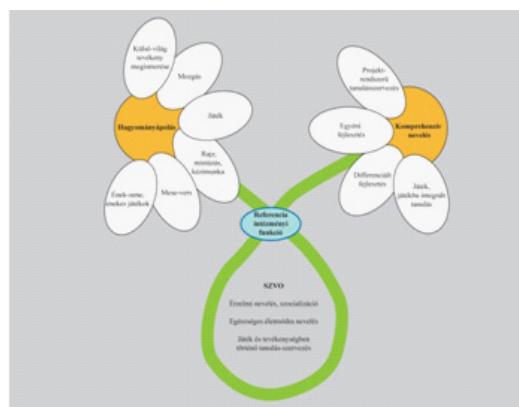 Külső-világ
tevékeny
megismerése
Mozgás
Hagyományápolás
Játék
Rajz,
mintázás,
kézimunka
Ének-zene,
énekes játékok
Mese-vers
Projekt-
rendszerű
tanulásszervezés
Egyéni
fejlesztés
Komprehenzív
nevelés
Differenciált
fejlesztés
Játék,
játékba integrált
tanulás
Referencia
intézményi
funkció
SZVO
Érzelmi nevelés, szocializáció
Egészséges életmódra nevelés
Játék és tevékenységben
történő tanulás-szervezés